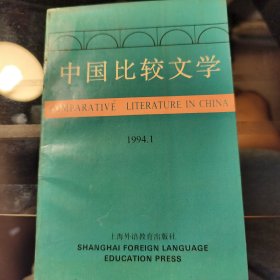 中国比较文学
COMPARATIVE LITERATURE IN CHINA
1994.1
上海外语教育出版社
SHANGHAI FOREIGN LANGUAGE
EDUCATION PRESS